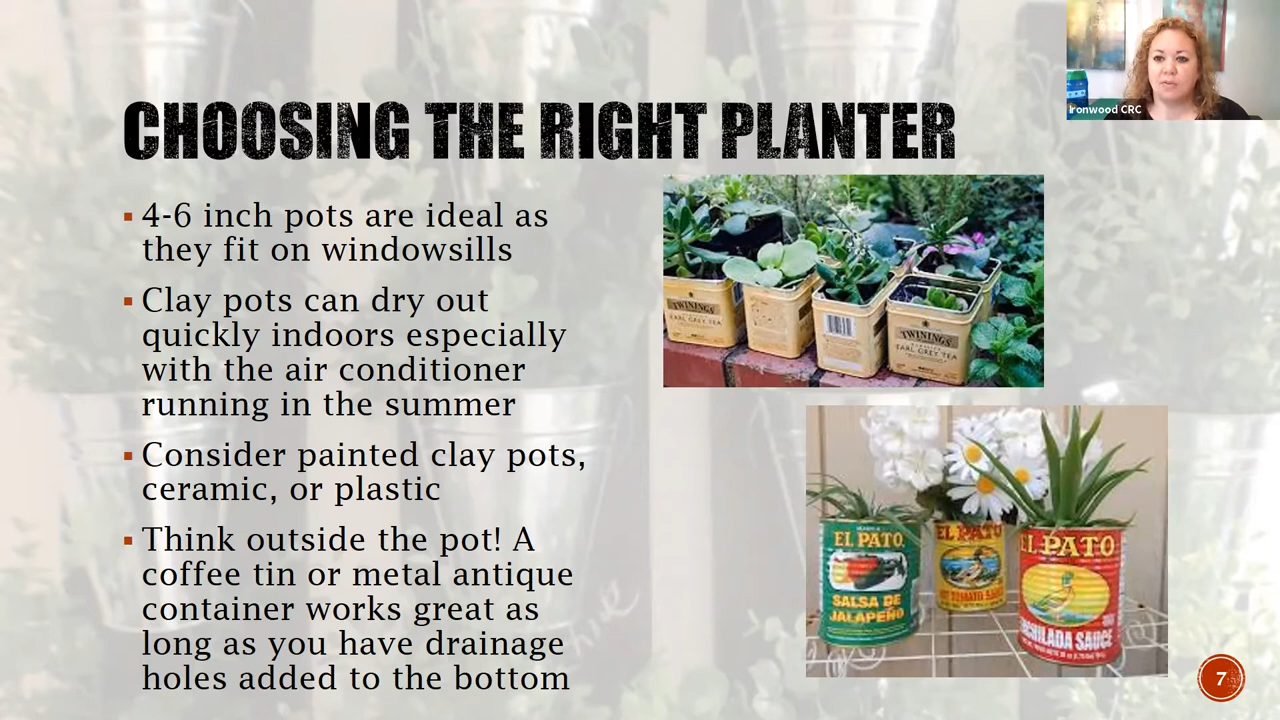 Ironwood CRC
CHOOSING THE RIGHT PLANTER
4-6 inch pots are ideal as
they fit on windowsills
Clay pots can dry out
quickly indoors especially
with the air conditioner
running in the summer
Consider painted clay pots,
ceramic, or plastic
Think outside the pot! A
coffee tin or metal antique
container works great as
long as you have drainage
holes added to the bottom
TWININGS
EARL GREY TEA
TWININGS
EARL GREY TEA
EL PATO
SALSA DE
JALAPEÑO
EL PATO
TOMATO
EL PATO
ENCHILADA SAUCE
7